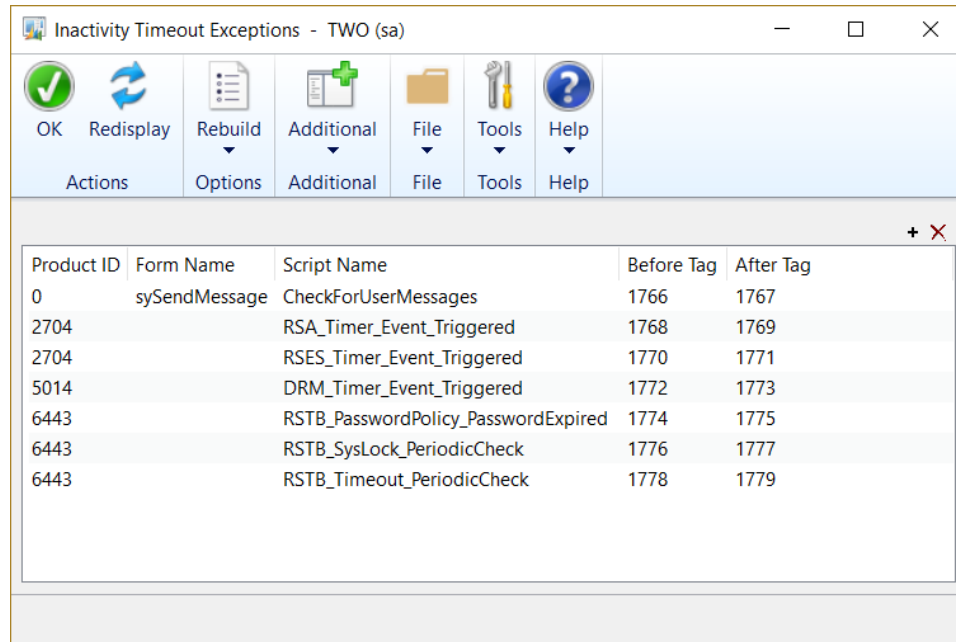 Inactivity Timeout Exceptions - TWO (sa)
OK Redisplay Rebuild Additional File Tools Help
Actions Options Additional File Tools Help
Product ID Form Name Script Name Before Tag After Tag
0 sySendMessage CheckForUserMessages 1766 1767
2704 RSA_Timer_Event_Triggered 1768 1769
2704 RSES_Timer_Event_Triggered 1770 1771
5014 DRM_Timer_Event_Triggered 1772 1773
6443 RSTB_PasswordPolicy_PasswordExpired 1774 1775
6443 RSTB_SysLock_PeriodicCheck 1776 1777
6443 RSTB_Timeout_PeriodicCheck 1778 1779